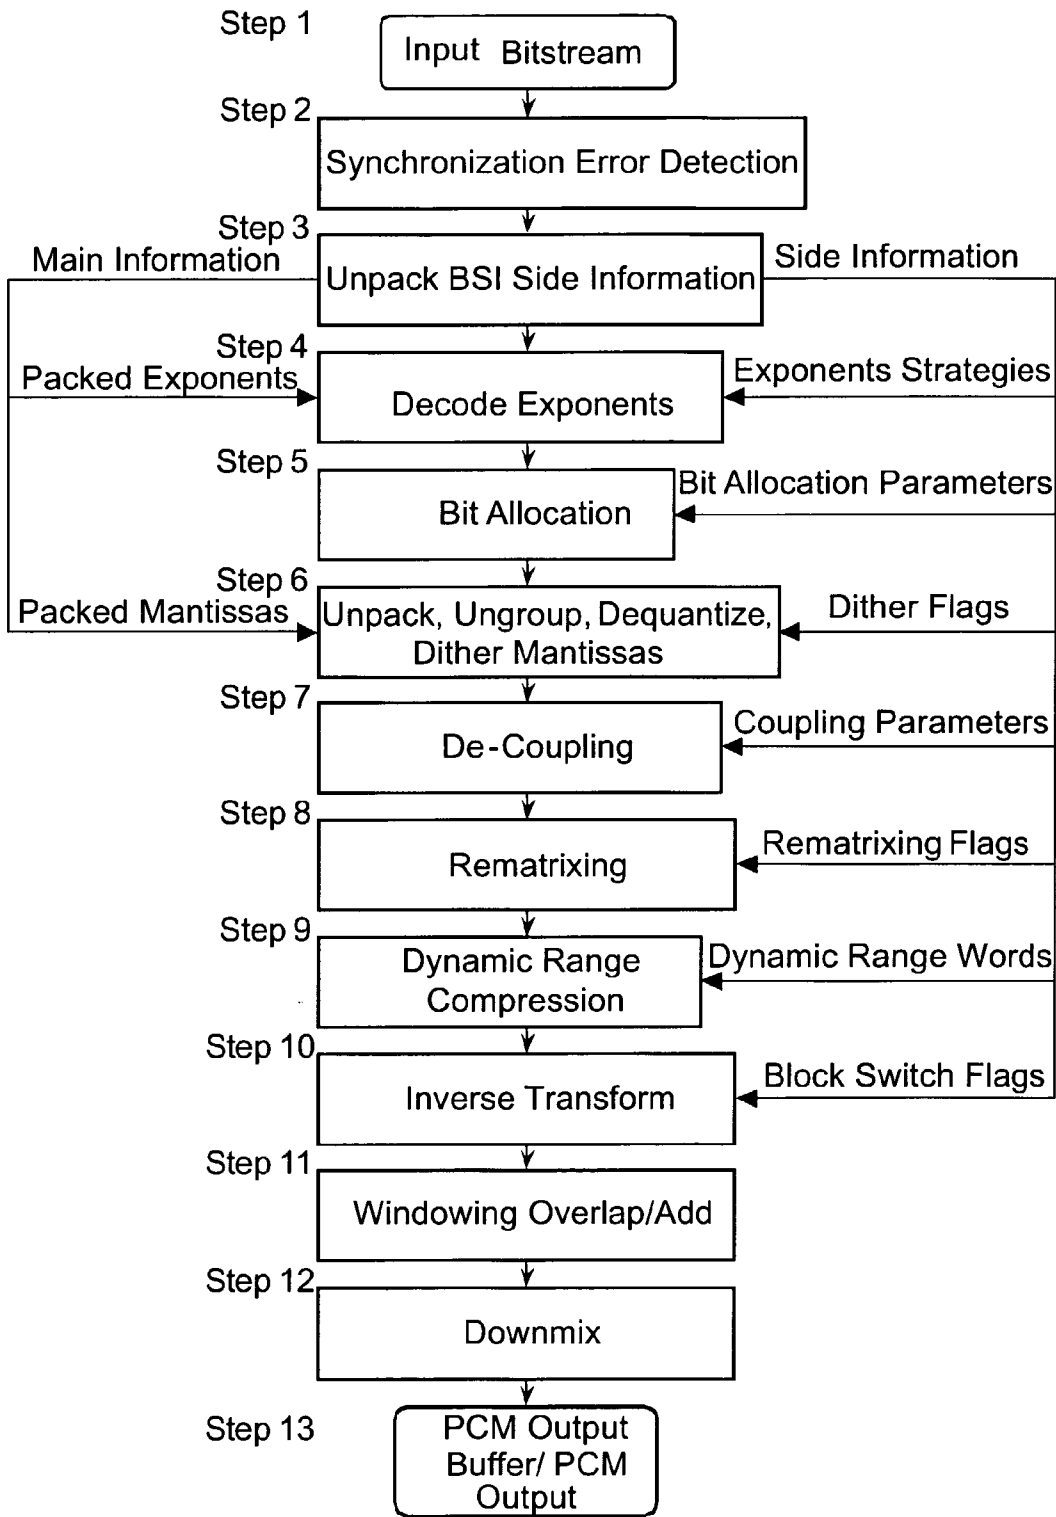 Step 1
Input Bitstream
Step 2
Synchronization Error Detection
Step 3
Main Information
Unpack BSI Side Information
Side Information
Step 4
Packed Exponents
Decode Exponents
Exponents Strategies
Step 5
Bit Allocation
Bit Allocation Parameters
Step 6
Packed Mantissas
Unpack, Ungroup, Dequantize,
Dither Mantissas
Dither Flags
Step 7
De-Coupling
Coupling Parameters
Step 8
Rematrixing
Rematrixing Flags
Step 9
Dynamic Range
Compression
Dynamic Range Words
Step 10
Inverse Transform
Block Switch Flags
Step 11
Windowing Overlap/Add
Step 12
Downmix
Step 13
PCM Output
Buffer/ PCM
Output